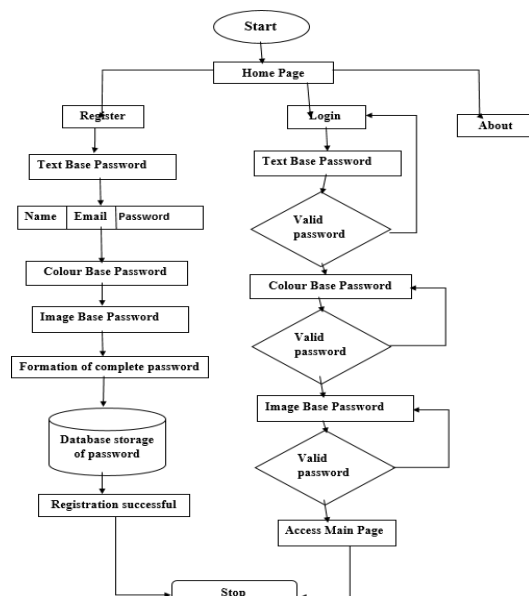 Start
Home Page
Register
Login
About
Text Base Password
Name Email Password
Colour Base Password
Image Base Password
Formation of complete password
Database storage
of password
Registration successful
Text Base Password
Valid
password
Colour Base Password
Valid
password
Image Base Password
Valid
password
Access Main Page
Stop